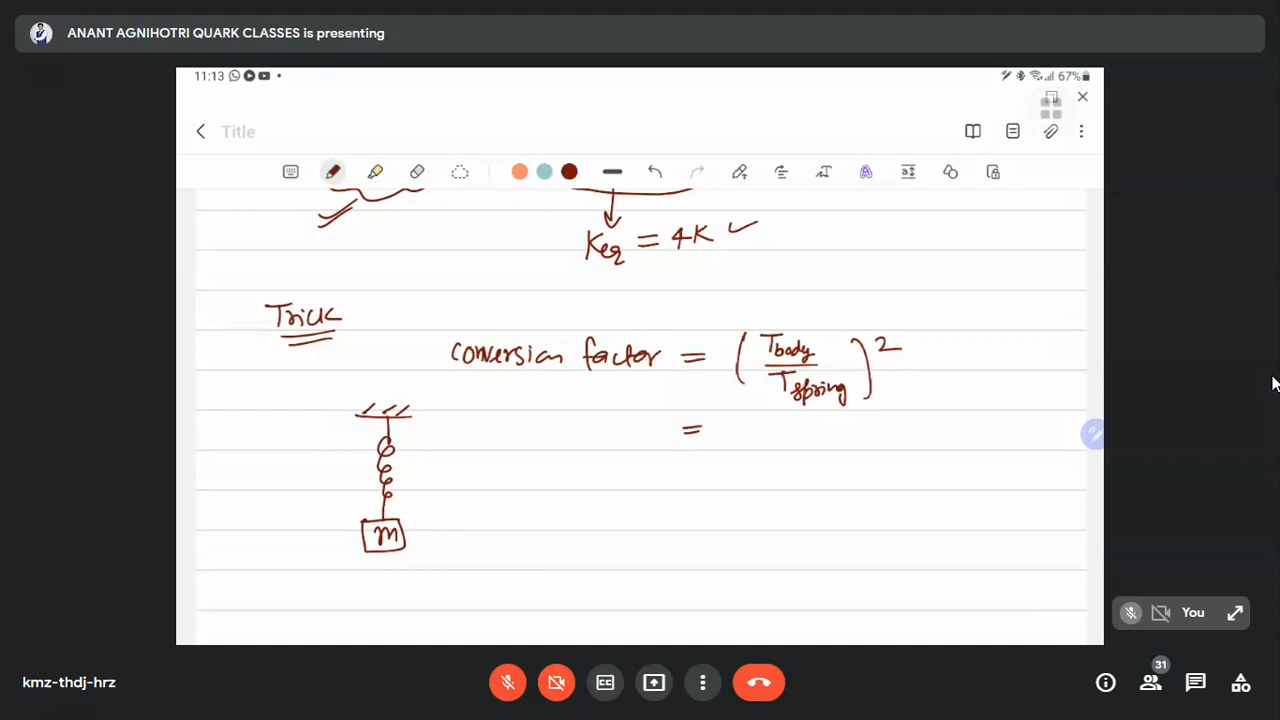 ANANT AGNIHOTRI QUARK CLASSES is presenting
11:13 67%
Title
Keq = 4K ✓
Trick
Conversion factor = (Tbody / Tspring)²
=
m
You
kmz-thdj-hrz
31